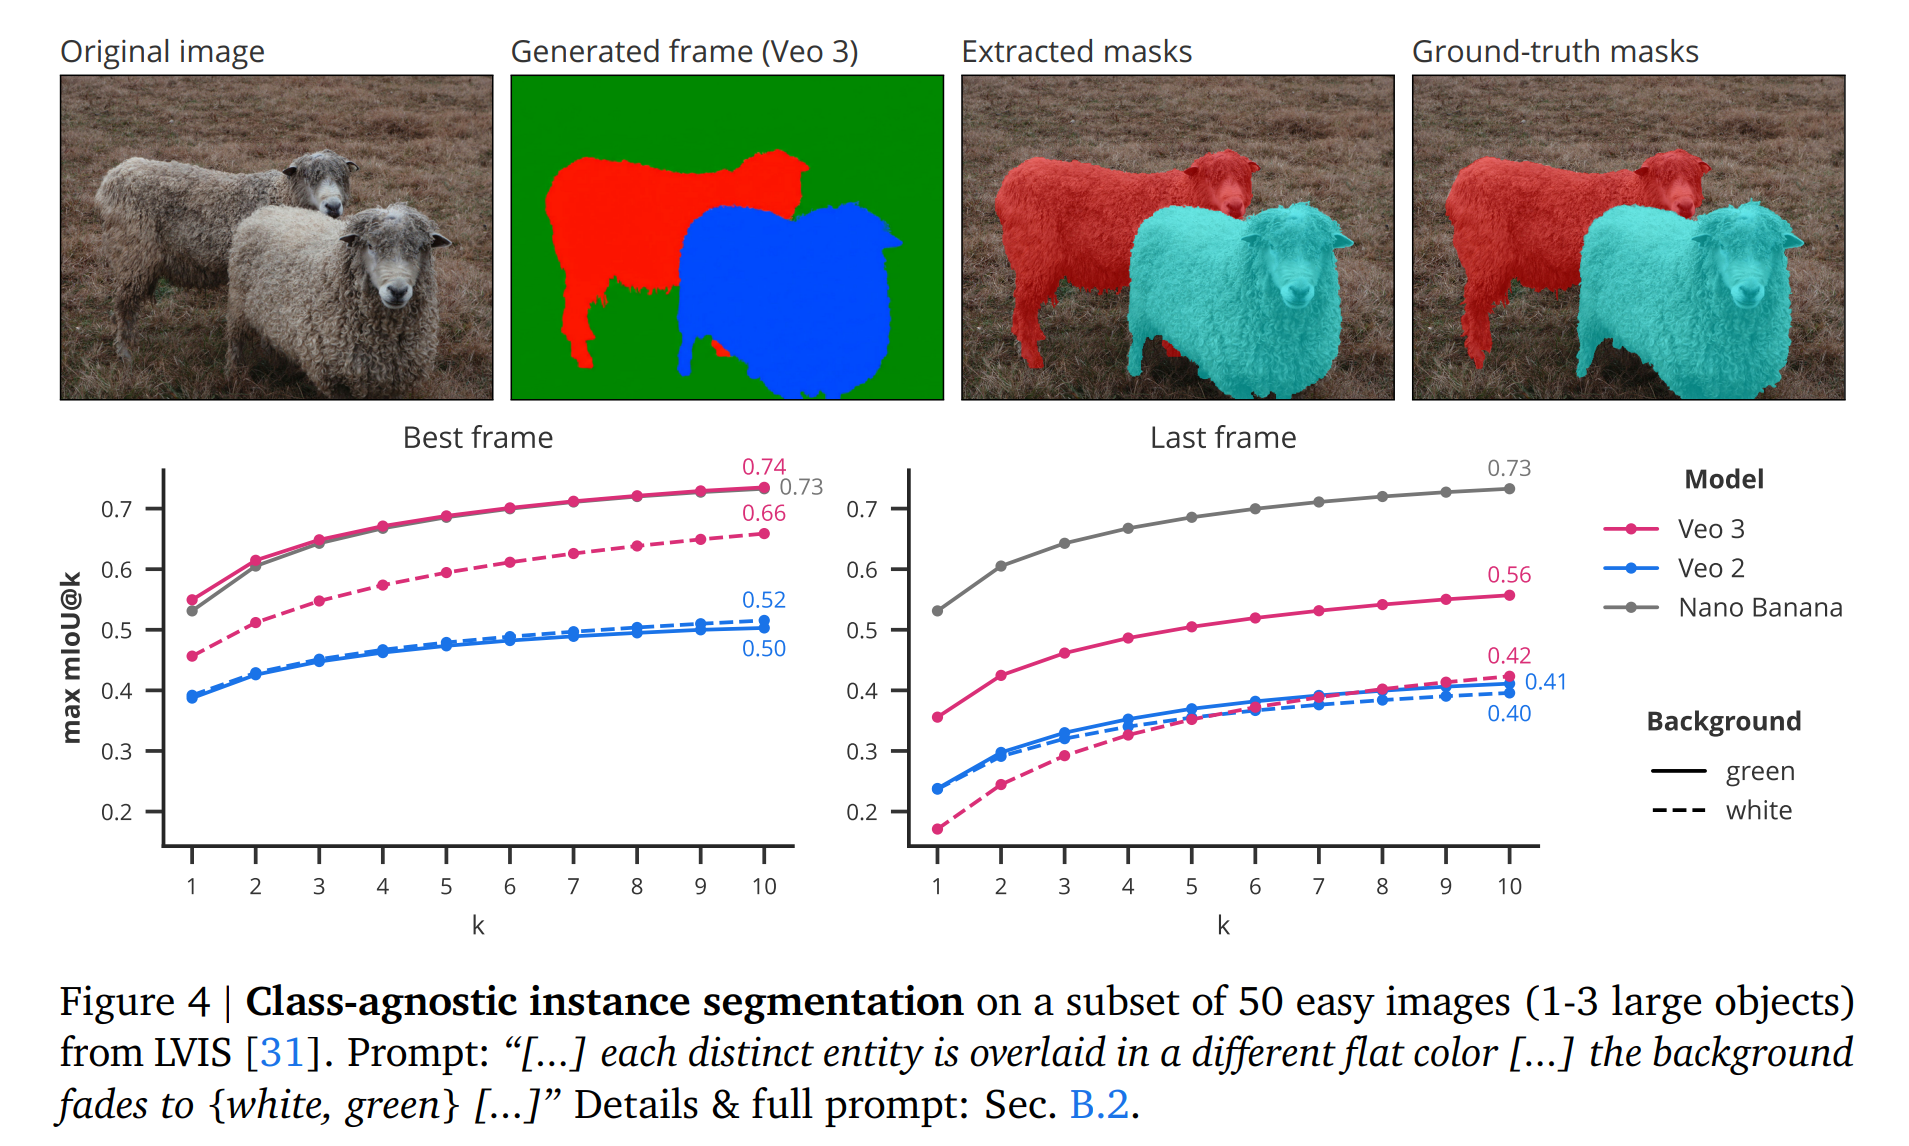 Original image
Generated frame (Veo 3)
Extracted masks
Ground-truth masks
Best frame
max mIoU@k
0.7
0.6
0.5
0.4
0.3
0.2
0.74
0.73
0.66
0.52
0.50
1 2 3 4 5 6 7 8 9 10
k
Last frame
0.7
0.6
0.5
0.4
0.3
0.2
0.73
0.56
0.42
0.41
0.40
1 2 3 4 5 6 7 8 9 10
k
Model
Veo 3
Veo 2
Nano Banana
Background
green
white
Figure 4 | Class-agnostic instance segmentation on a subset of 50 easy images (1-3 large objects)
from LVIS [31]. Prompt: “[...] each distinct entity is overlaid in a different flat color [...] the background
fades to {white, green} [...]” Details & full prompt: Sec. B.2.